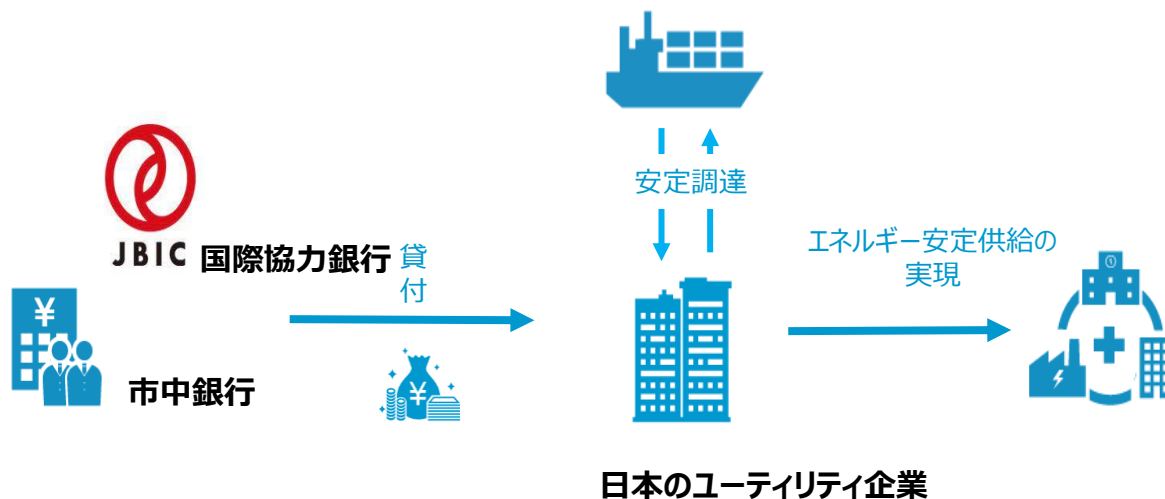 安定調達
JBIC 国際協力銀行
貸
付
エネルギー安定供給の
実現
¥
市中銀行
¥
日本のユーティリティ企業